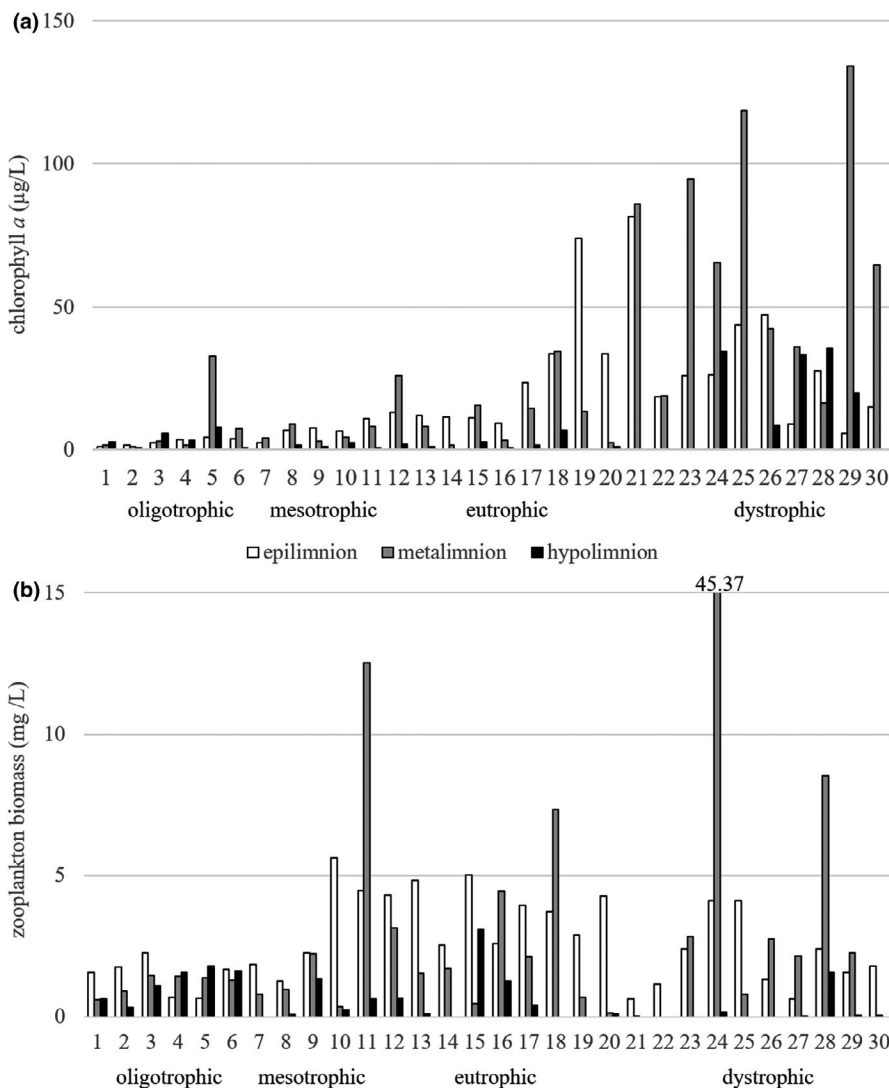 (a)
150
100
50
0
chlorophyll a (µg/L)
1 2 3 4 5 6 7 8 9 10 11 12 13 14 15 16 17 18 19 20 21 22 23 24 25 26 27 28 29 30
oligotrophic mesotrophic eutrophic dystrophic
epilimnion metalimnion hypolimnion
(b)
45.37
15
10
5
0
zooplankton biomass (mg /L)
1 2 3 4 5 6 7 8 9 10 11 12 13 14 15 16 17 18 19 20 21 22 23 24 25 26 27 28 29 30
oligotrophic mesotrophic eutrophic dystrophic